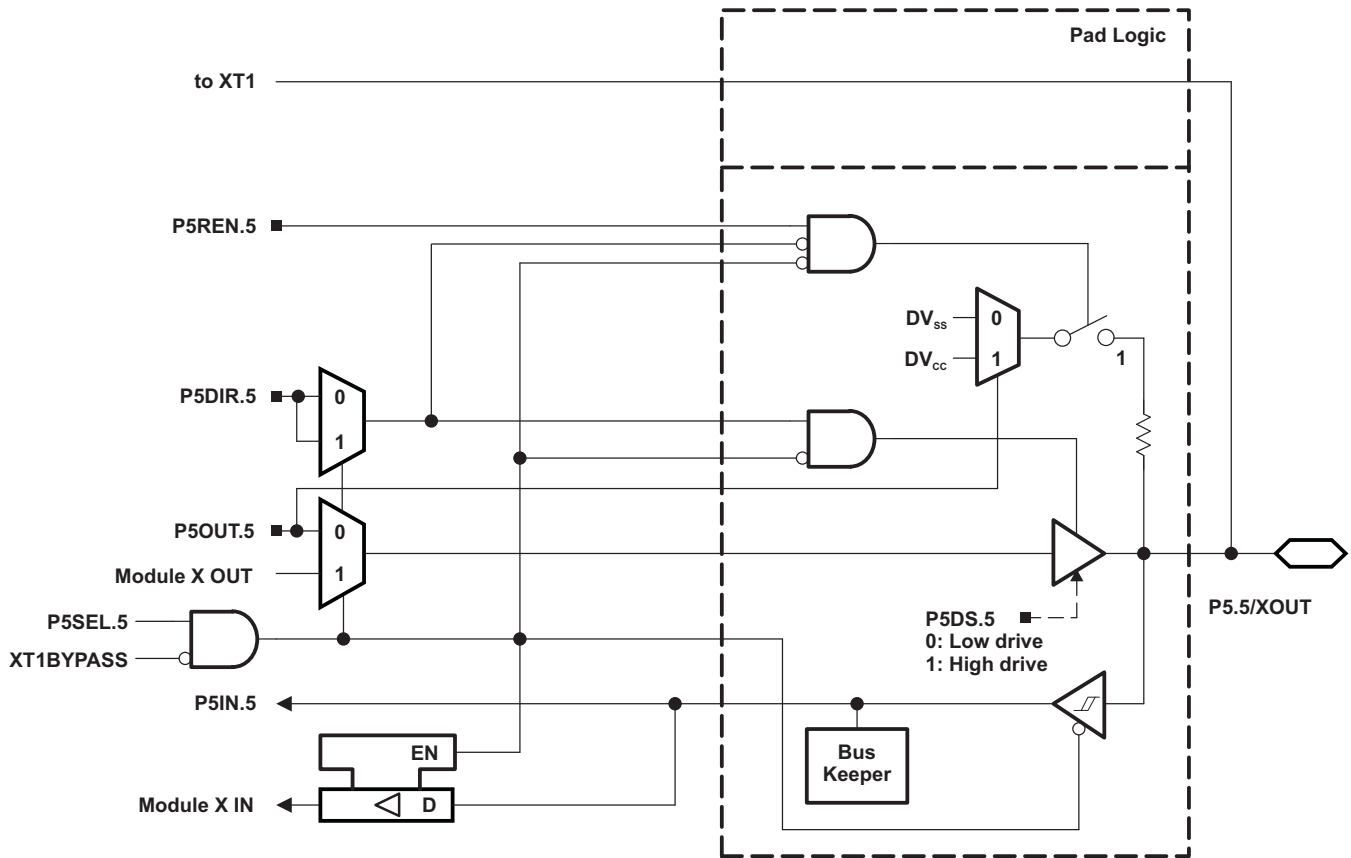 Pad Logic
to XT1
P5REN.5
DVss
0
DVcc
1
1
P5DIR.5
0
1
P5OUT.5
0
Module X OUT
1
P5SEL.5
XT1BYPASS
P5DS.5
0: Low drive
1: High drive
P5.5/XOUT
P5IN.5
EN
Bus
Keeper
Module X IN
D